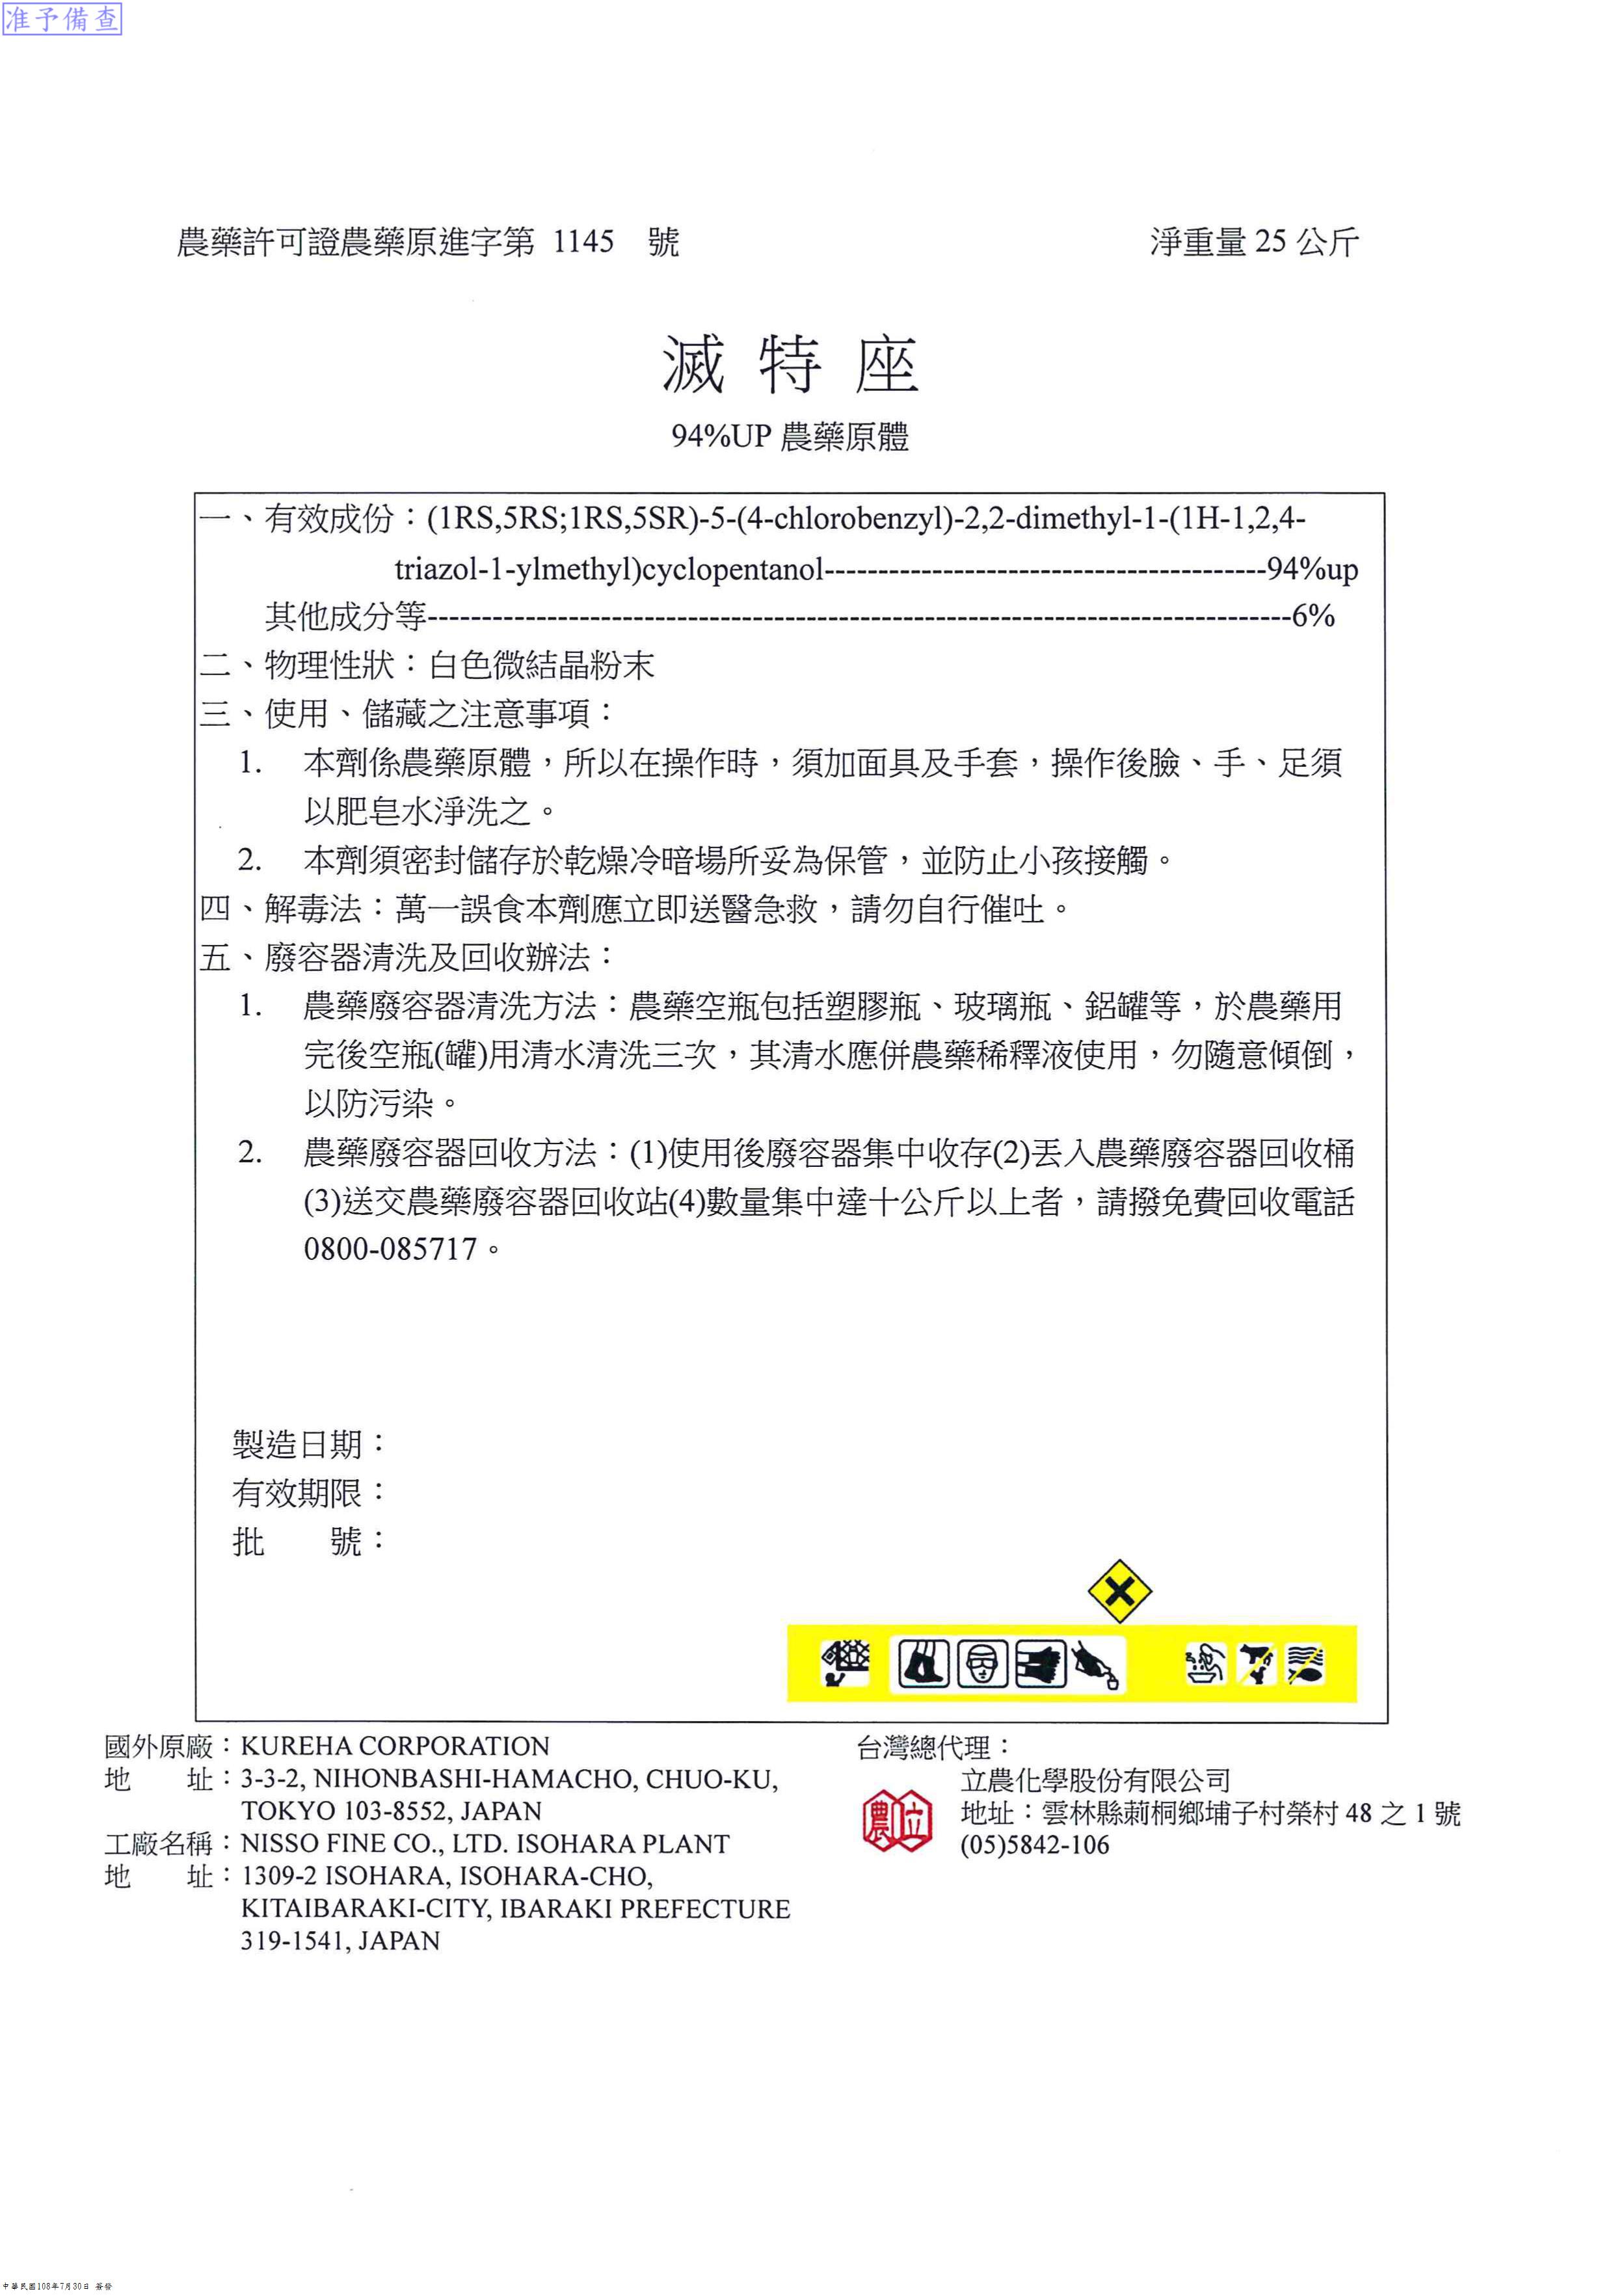 准予備查
農藥許可證農藥原進字第 1145 號
淨重量 25 公斤
滅特座
94%UP 農藥原體
一、有效成份：(1RS,5RS;1RS,5SR)-5-(4-chlorobenzyl)-2,2-dimethyl-1-(1H-1,2,4-
triazol-1-ylmethyl)cyclopentanol-----------------------------------------94%up
其他成分等--------------------------------------------------------------------------------6%
二、物理性狀：白色微結晶粉末
三、使用、儲藏之注意事項：
1. 本劑係農藥原體，所以在操作時，須加面具及手套，操作後臉、手、足須
以肥皂水淨洗之。
2. 本劑須密封儲存於乾燥冷暗場所妥為保管，並防止小孩接觸。
四、解毒法：萬一誤食本劑應立即送醫急救，請勿自行催吐。
五、廢容器清洗及回收辦法：
1. 農藥廢容器清洗方法：農藥空瓶包括塑膠瓶、玻璃瓶、鋁罐等，於農藥用
完後空瓶(罐)用清水清洗三次，其清水應併農藥稀釋液使用，勿隨意傾倒，
以防污染。
2. 農藥廢容器回收方法：(1)使用後廢容器集中收存(2)丟入農藥廢容器回收桶
(3)送交農藥廢容器回收站(4)數量集中達十公斤以上者，請撥免費回收電話
0800-085717。
製造日期：
有效期限：
批　　號：
國外原廠：KUREHA CORPORATION
地　　址：3-3-2, NIHONBASHI-HAMACHO, CHUO-KU,
TOKYO 103-8552, JAPAN
工廠名稱：NISSO FINE CO., LTD. ISOHARA PLANT
地　　址：1309-2 ISOHARA, ISOHARA-CHO,
KITAIBARAKI-CITY, IBARAKI PREFECTURE
319-1541, JAPAN
台灣總代理：
農立
立農化學股份有限公司
地址：雲林縣莿桐鄉埔子村榮村 48 之 1 號
(05)5842-106
中華民國108年7月30日 簽發